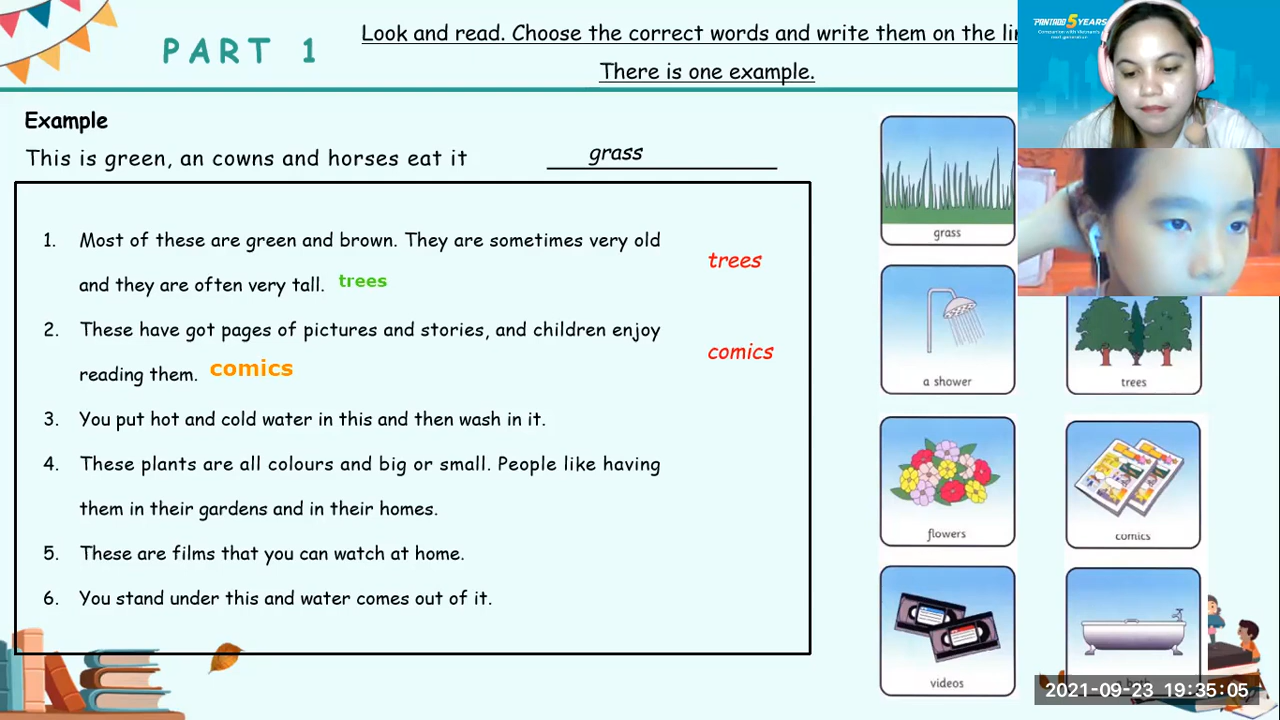 PART 1
Look and read. Choose the correct words and write them on the
There is one example.
PANTADO 5 YEARS
Example
This is green, an cowns and horses eat it
grass
1. Most of these are green and brown. They are sometimes very old
and they are often very tall. trees
trees
2. These have got pages of pictures and stories, and children enjoy
reading them. comics
comics
3. You put hot and cold water in this and then wash in it.
4. These plants are all colours and big or small. People like having
them in their gardens and in their homes.
5. These are films that you can watch at home.
6. You stand under this and water comes out of it.
grass
a shower
trees
flowers
comics
videos
2021-09-23 19:35:05